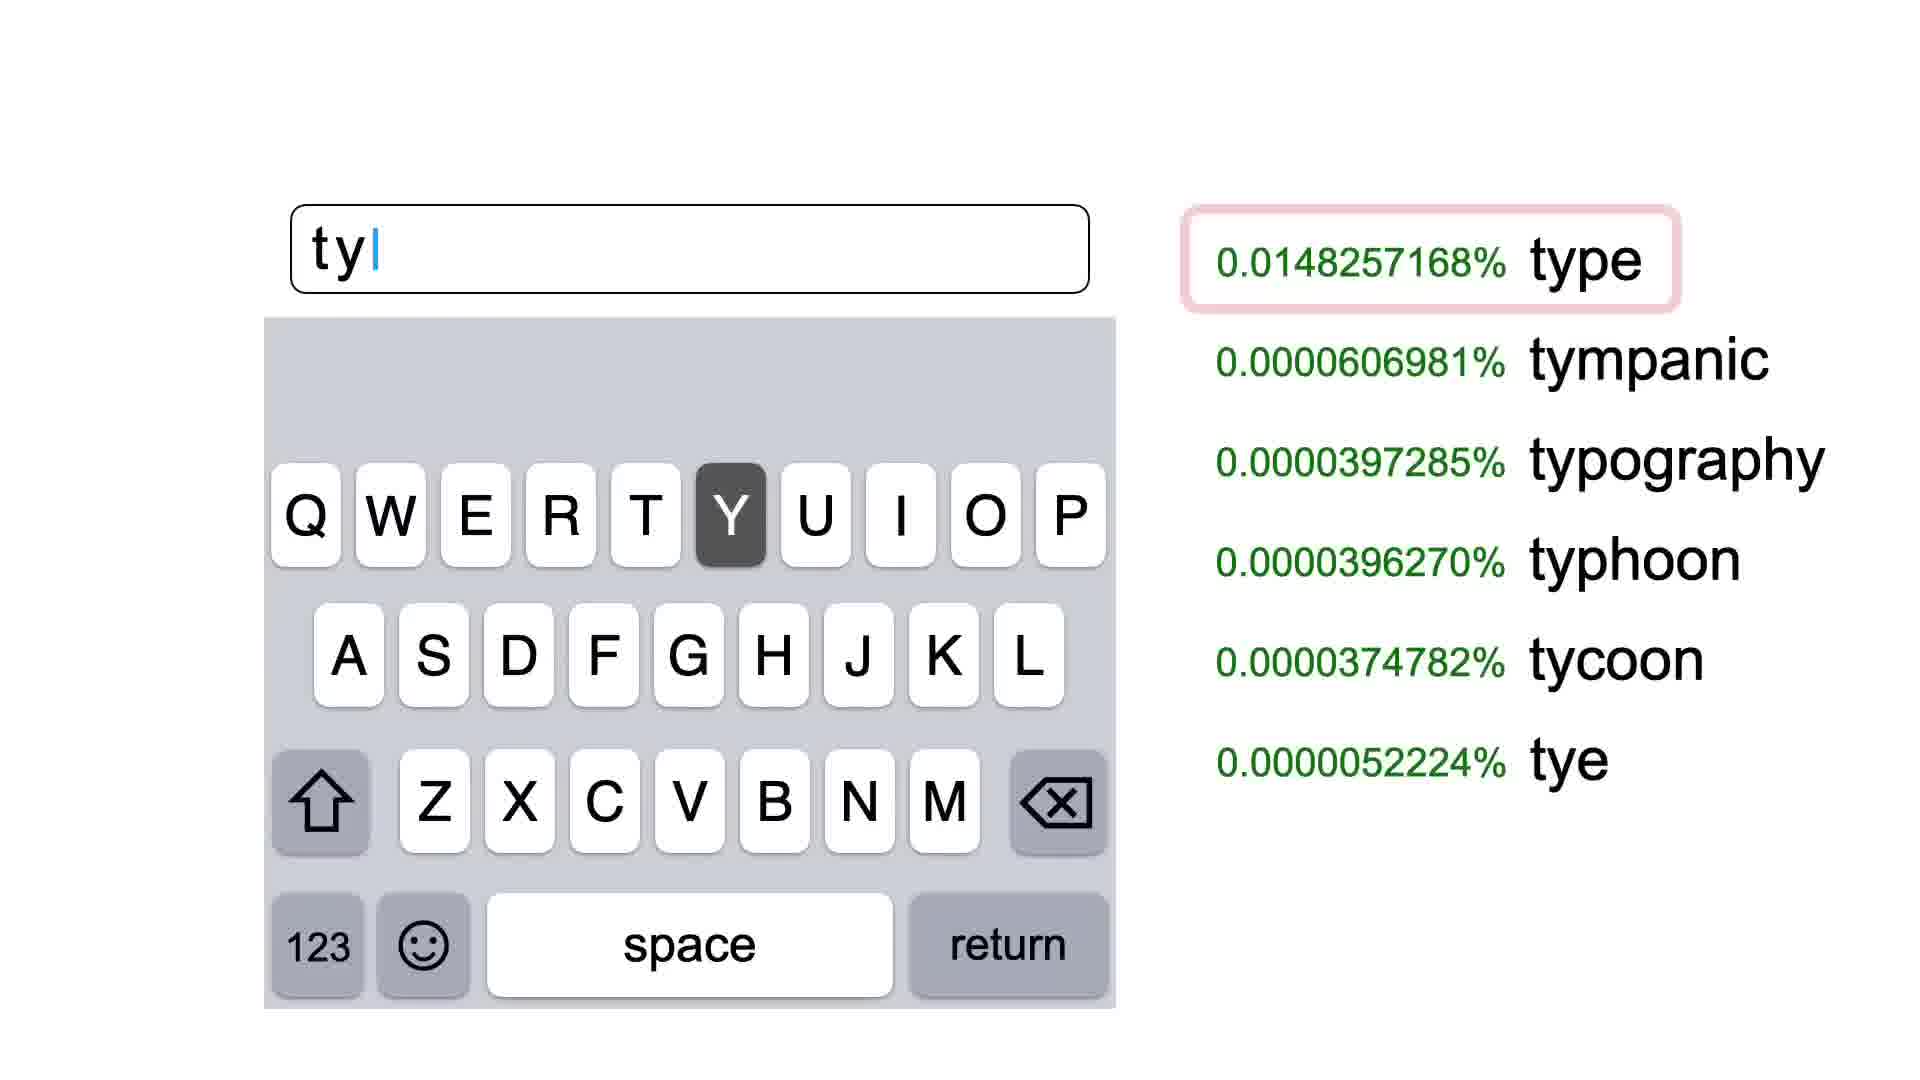 ty
0.0148257168% type
0.0000606981% tympanic
0.0000397285% typography
0.0000396270% typhoon
0.0000374782% tycoon
0.0000052224% tye
Q W E R T Y U I O P
A S D F G H J K L
Z X C V B N M
123 space return